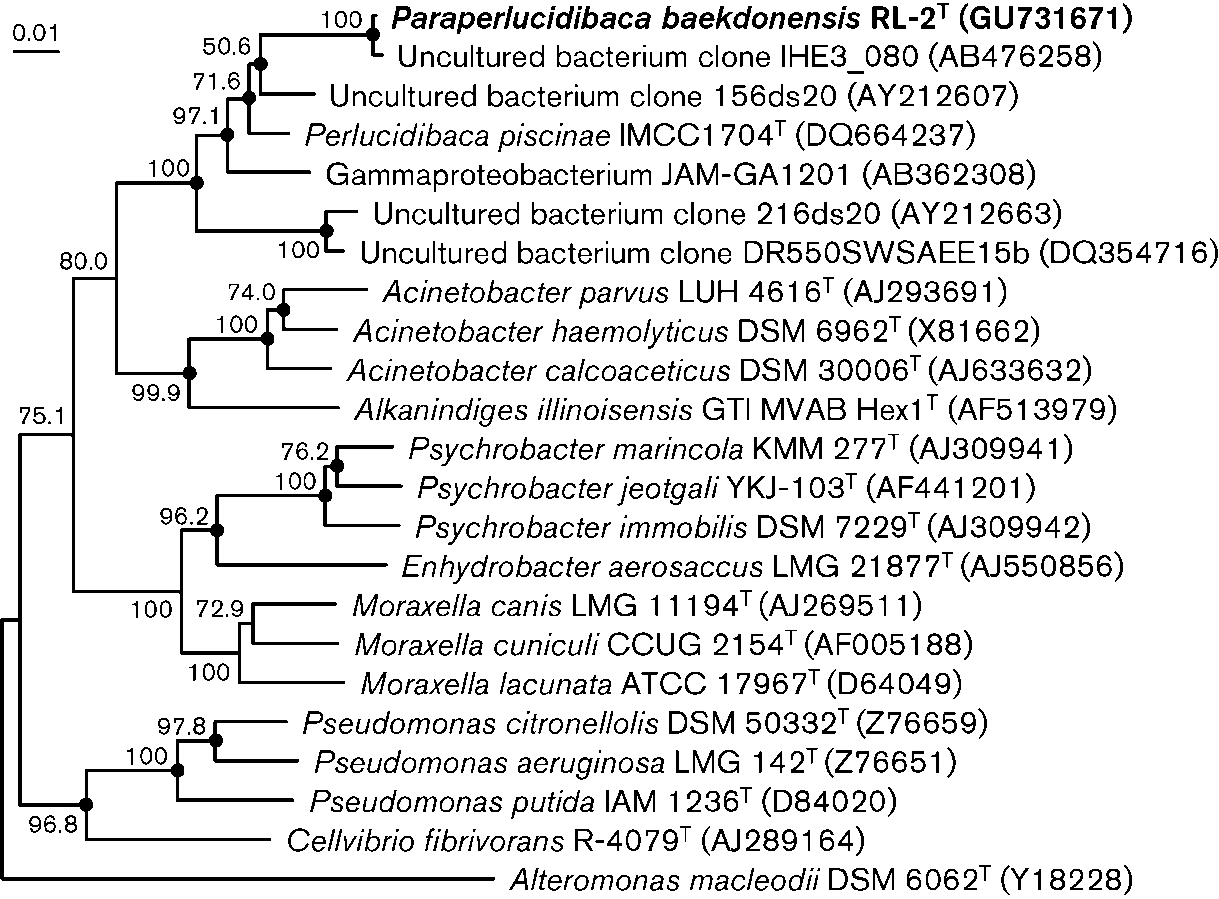 0.01
100
Paraperlucidibaca baekdonensis RL-2ᵀ (GU731671)
50.6
Uncultured bacterium clone IHE3_080 (AB476258)
71.6
Uncultured bacterium clone 156ds20 (AY212607)
97.1
Perlucidibaca piscinae IMCC1704ᵀ (DQ664237)
100
Gammaproteobacterium JAM-GA1201 (AB362308)
Uncultured bacterium clone 216ds20 (AY212663)
100
Uncultured bacterium clone DR550SWSAEE15b (DQ354716)
80.0
74.0
Acinetobacter parvus LUH 4616ᵀ (AJ293691)
100
Acinetobacter haemolyticus DSM 6962ᵀ (X81662)
Acinetobacter calcoaceticus DSM 30006ᵀ (AJ633632)
99.9
Alkanindiges illinoisensis GTI MVAB Hex1ᵀ (AF513979)
75.1
76.2
Psychrobacter marincola KMM 277ᵀ (AJ309941)
100
Psychrobacter jeotgali YKJ-103ᵀ (AF441201)
96.2
Psychrobacter immobilis DSM 7229ᵀ (AJ309942)
Enhydrobacter aerosaccus LMG 21877ᵀ (AJ550856)
100
72.9
Moraxella canis LMG 11194ᵀ (AJ269511)
Moraxella cuniculi CCUG 2154ᵀ (AF005188)
100
Moraxella lacunata ATCC 17967ᵀ (D64049)
97.8
Pseudomonas citronellolis DSM 50332ᵀ (Z76659)
100
Pseudomonas aeruginosa LMG 142ᵀ (Z76651)
Pseudomonas putida IAM 1236ᵀ (D84020)
96.8
Cellvibrio fibrivorans R-4079ᵀ (AJ289164)
Alteromonas macleodii DSM 6062ᵀ (Y18228)